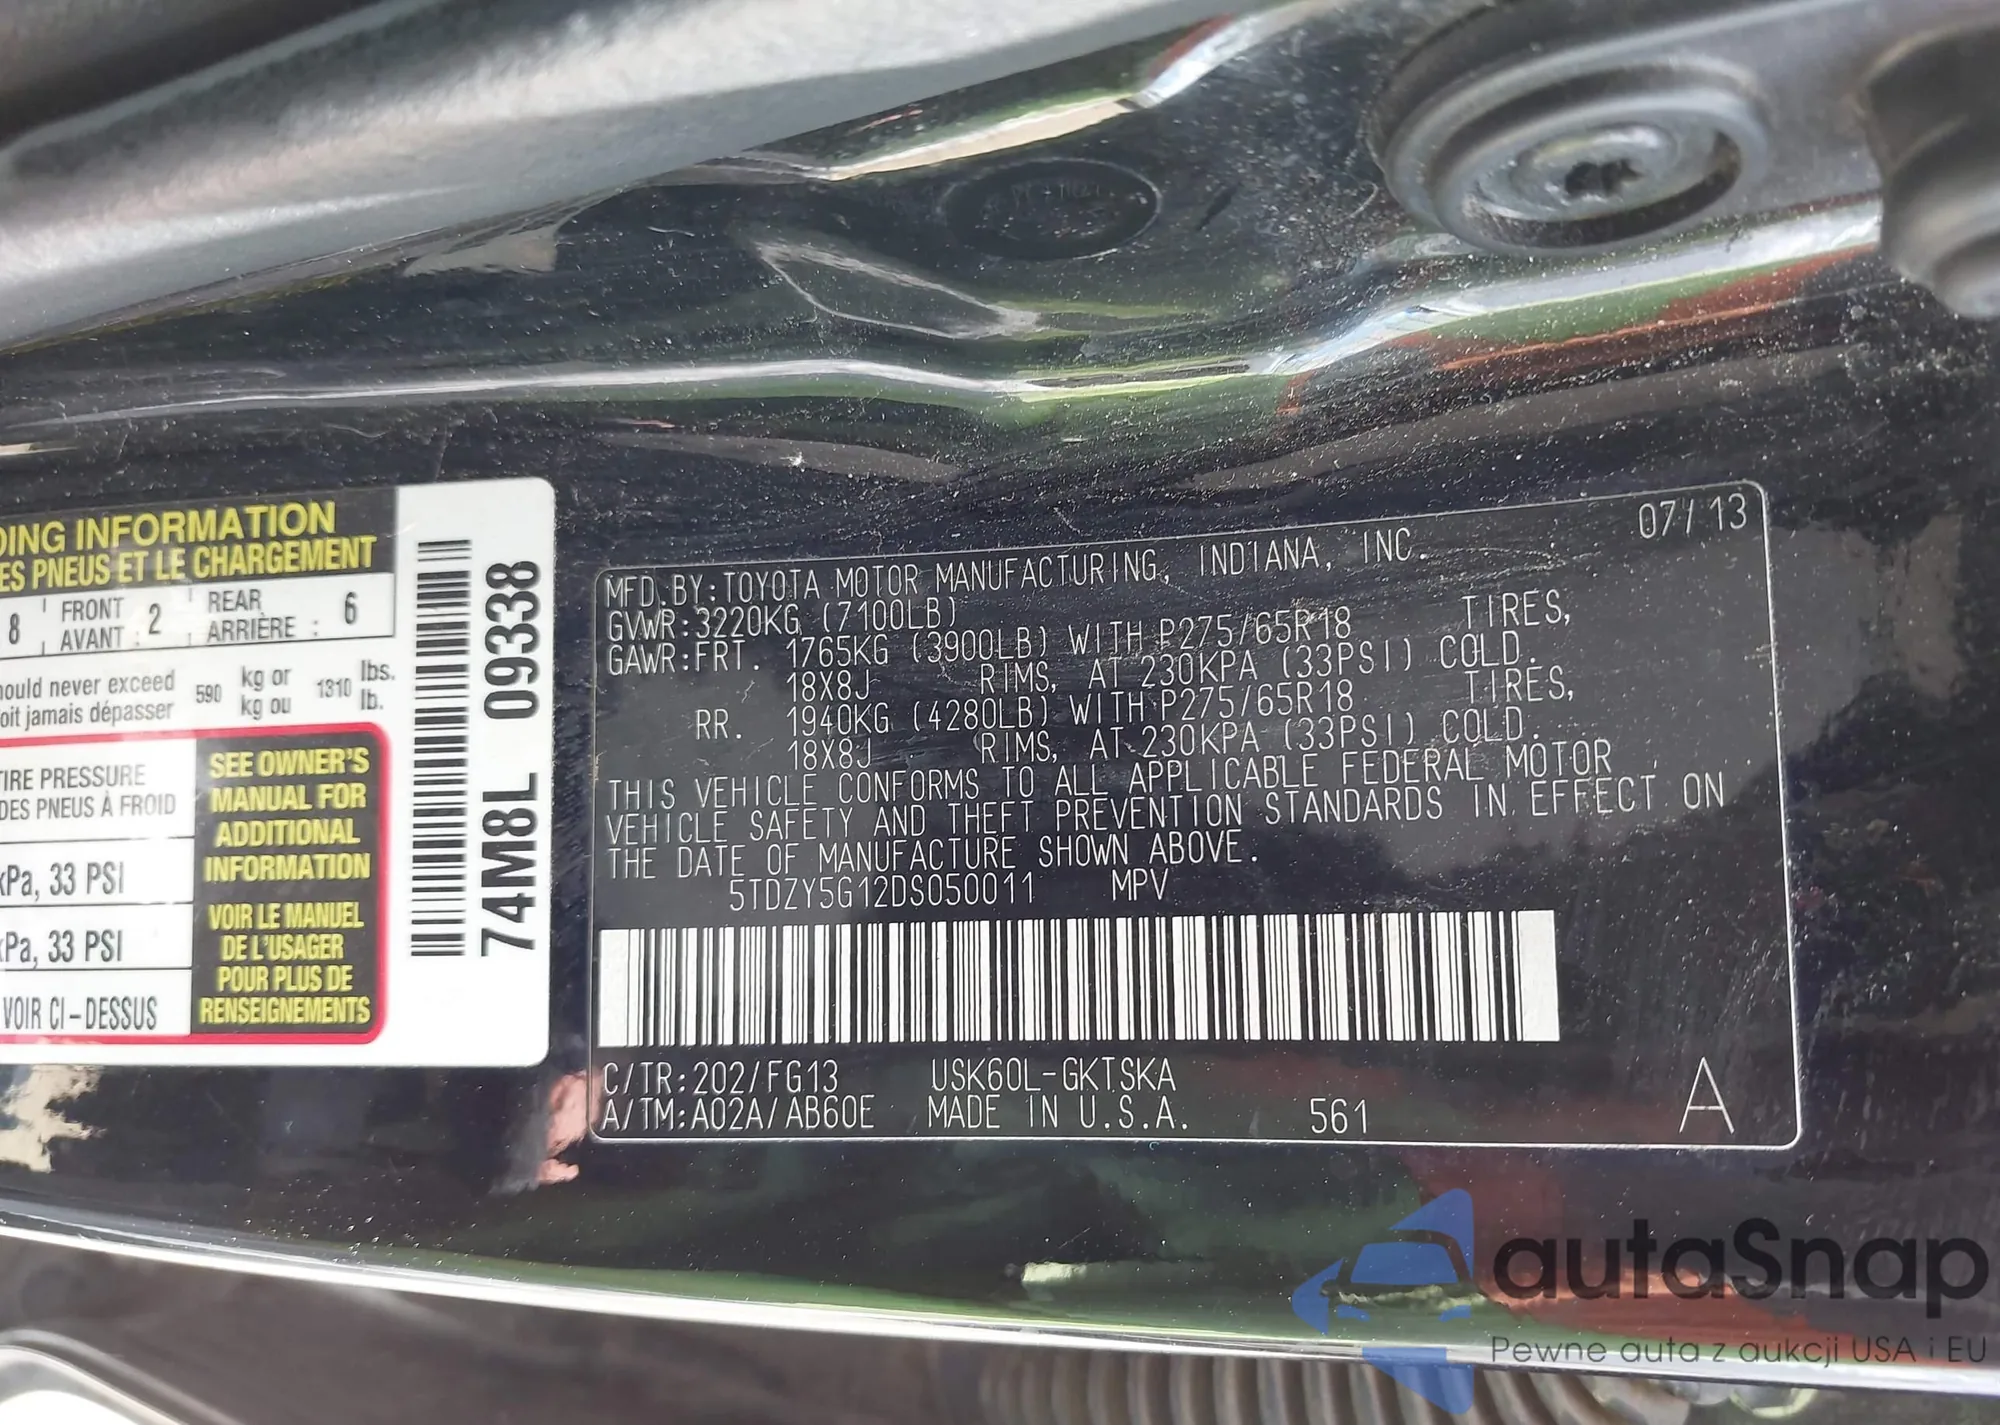 DING INFORMATION
ES PNEUS ET LE CHARGEMENT
8 FRONT AVANT : 2 REAR ARRIÈRE : 6
hould never exceed 590 kg or 1310 lbs.
oit jamais dépasser kg ou lb.
TIRE PRESSURE
DES PNEUS À FROID
kPa, 33 PSI
kPa, 33 PSI
VOIR CI-DESSUS
SEE OWNER'S
MANUAL FOR
ADDITIONAL
INFORMATION
VOIR LE MANUEL
DE L'USAGER
POUR PLUS DE
RENSEIGNEMENTS
74M8L 09338
07/13
MFD.BY:TOYOTA MOTOR MANUFACTURING, INDIANA, INC.
GVWR:3220KG (7100LB)
GAWR:FRT. 1765KG (3900LB) WITH P275/65R18 TIRES,
18X8J RIMS, AT 230KPA (33PSI) COLD.
RR. 1940KG (4280LB) WITH P275/65R18 TIRES,
18X8J RIMS, AT 230KPA (33PSI) COLD.
THIS VEHICLE CONFORMS TO ALL APPLICABLE FEDERAL MOTOR
VEHICLE SAFETY AND THEFT PREVENTION STANDARDS IN EFFECT ON
THE DATE OF MANUFACTURE SHOWN ABOVE.
5TDZY5G12DS050011 MPV
C/TR:202/FG13 USK60L-GKTSKA
A/TM:A02A/AB60E MADE IN U.S.A. 561 A
autaSnap
Pewne auta z aukcji USA i EU